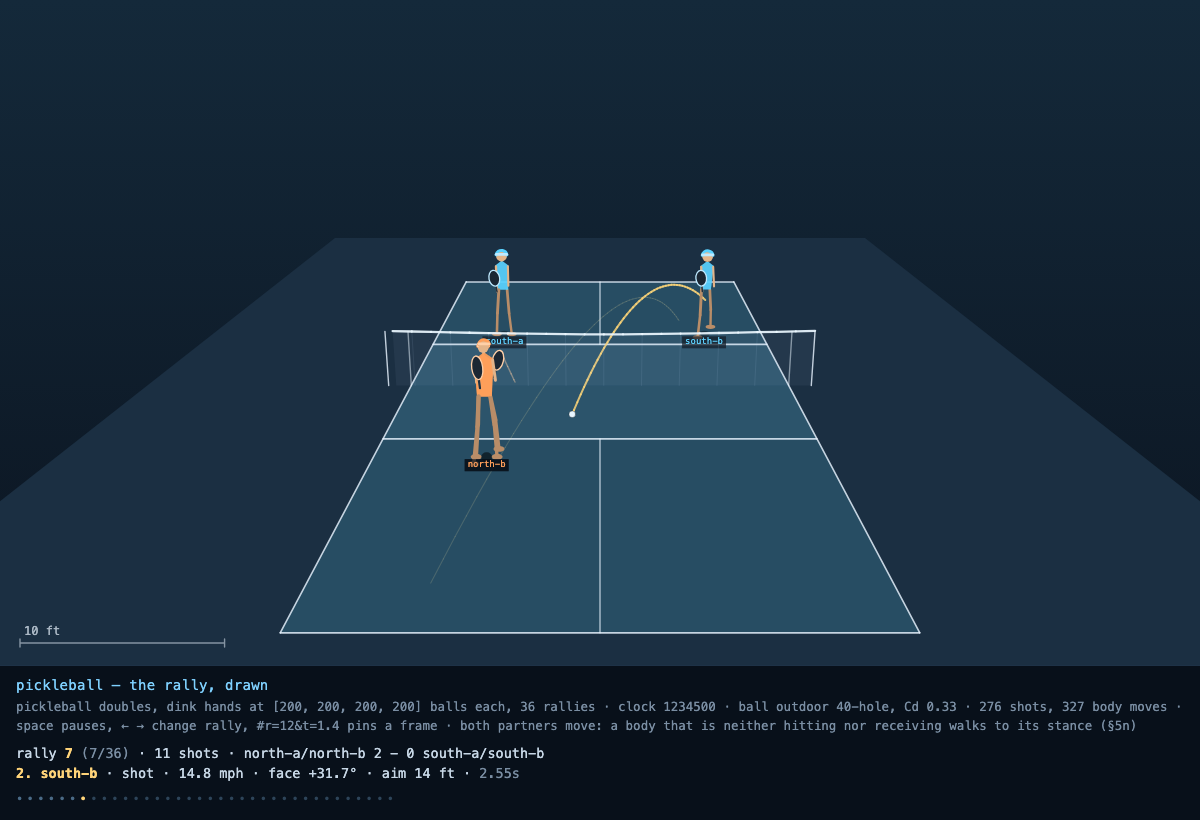 south-a
south-b
north-b
10 ft
pickleball — the rally, drawn
pickleball doubles, dink hands at [200, 200, 200, 200] balls each, 36 rallies · clock 1234500 · ball outdoor 40-hole, Cd 0.33 · 276 shots, 327 body moves ·
space pauses, ← → change rally, #r=12&t=1.4 pins a frame · both partners move: a body that is neither hitting nor receiving walks to its stance (§5n)
rally 7 (7/36) · 11 shots · north-a/north-b 2 — 0 south-a/south-b
2. south-b · shot · 14.8 mph · face +31.7° · aim 14 ft · 2.55s